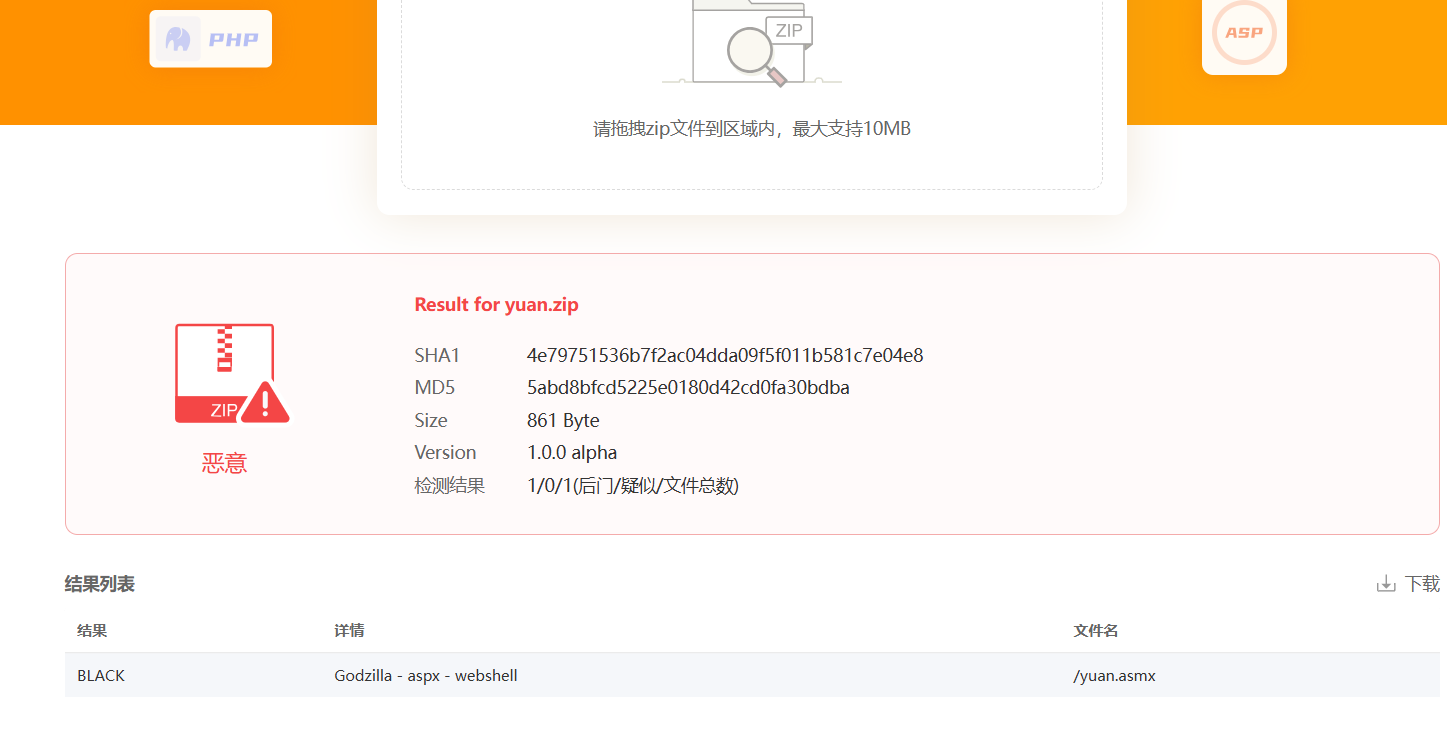 PHP
ZIP
ASP
请拖拽zip文件到区域内，最大支持10MB
Result for yuan.zip
SHA1 4e79751536b7f2ac04dda09f5f011b581c7e04e8
MD5 5abd8bfcd5225e0180d42cd0fa30bdba
Size 861 Byte
Version 1.0.0 alpha
检测结果 1/0/1(后门/疑似/文件总数)
ZIP
恶意
结果列表 下载
结果 详情 文件名
BLACK Godzilla - aspx - webshell /yuan.asmx